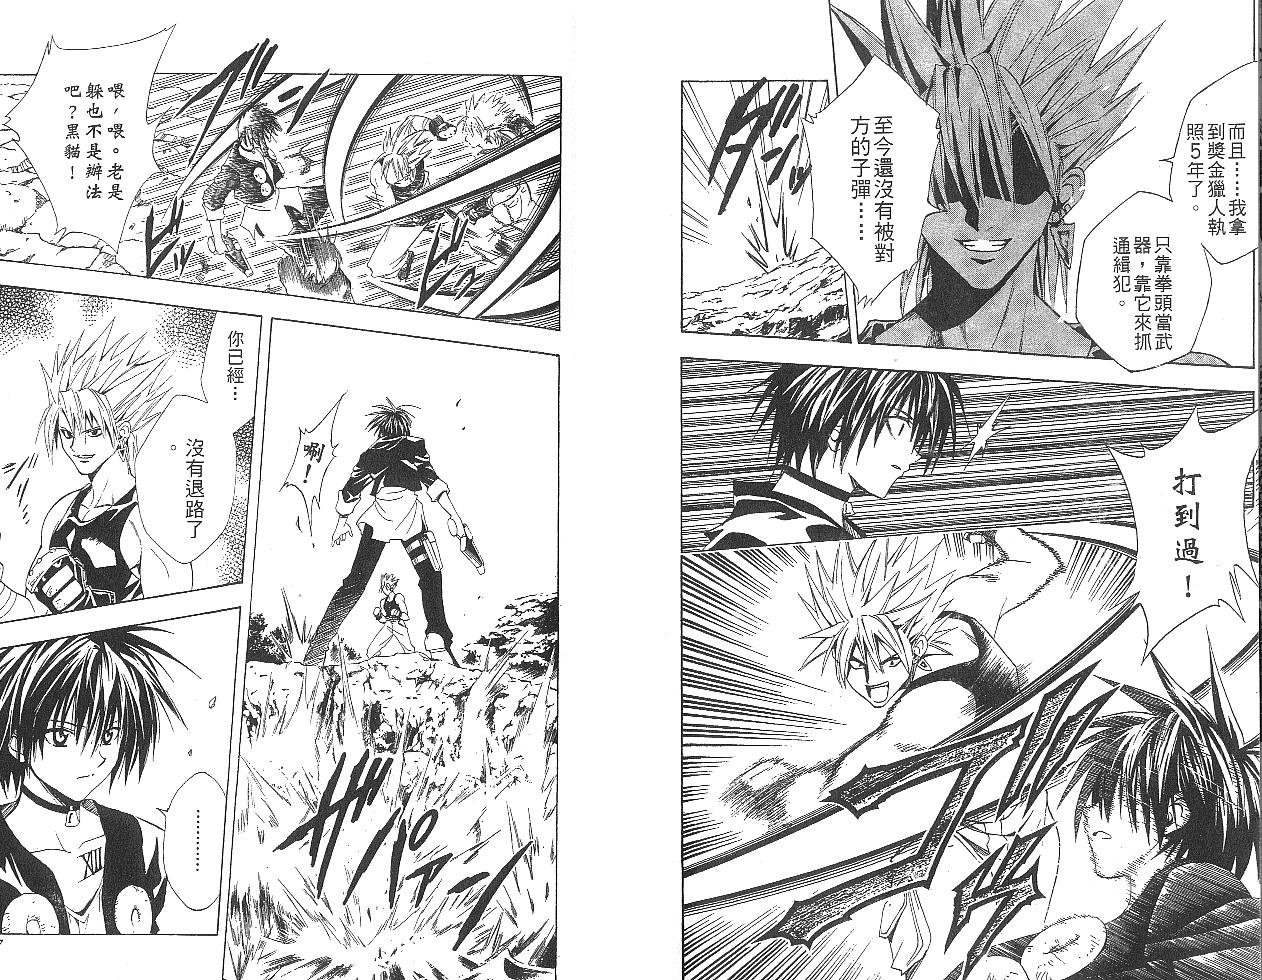 而且……我拿
到獎金獵人執
照5年了。
只靠拳頭當武
器，靠它來抓
通緝犯。
至今還沒有被對
方的子彈……
打到過！
喂，喂。老是
躲也不是辦法
吧？黑貓！
唰！
你已經…
沒有退路了
。
………
XIII